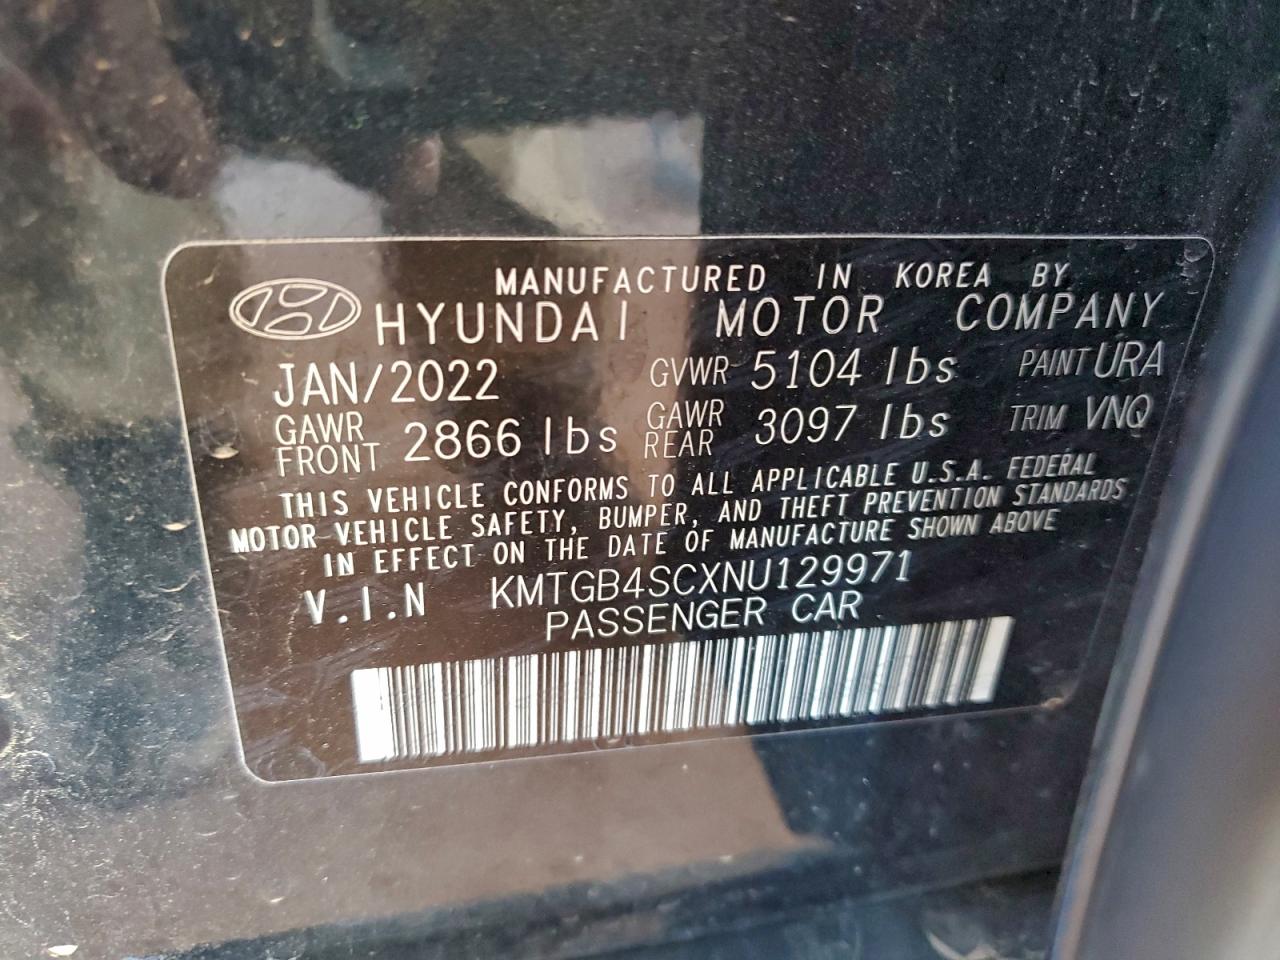 MANUFACTURED IN KOREA BY
HYUNDAI MOTOR COMPANY
JAN/2022 GVWR 5104 lbs PAINT URA
GAWR FRONT 2866 lbs GAWR REAR 3097 lbs TRIM VNQ
THIS VEHICLE CONFORMS TO ALL APPLICABLE U.S.A. FEDERAL
MOTOR VEHICLE SAFETY, BUMPER, AND THEFT PREVENTION STANDARDS
IN EFFECT ON THE DATE OF MANUFACTURE SHOWN ABOVE
V.I.N KMTGB4SCXNU129971
PASSENGER CAR